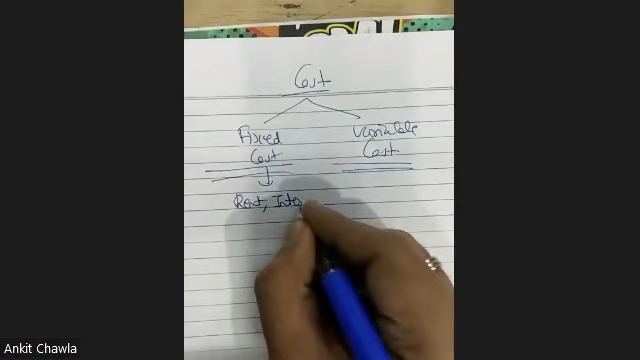 Cost
Fixed Variable
Cost Cost
Rent, Inte
Ankit Chawla